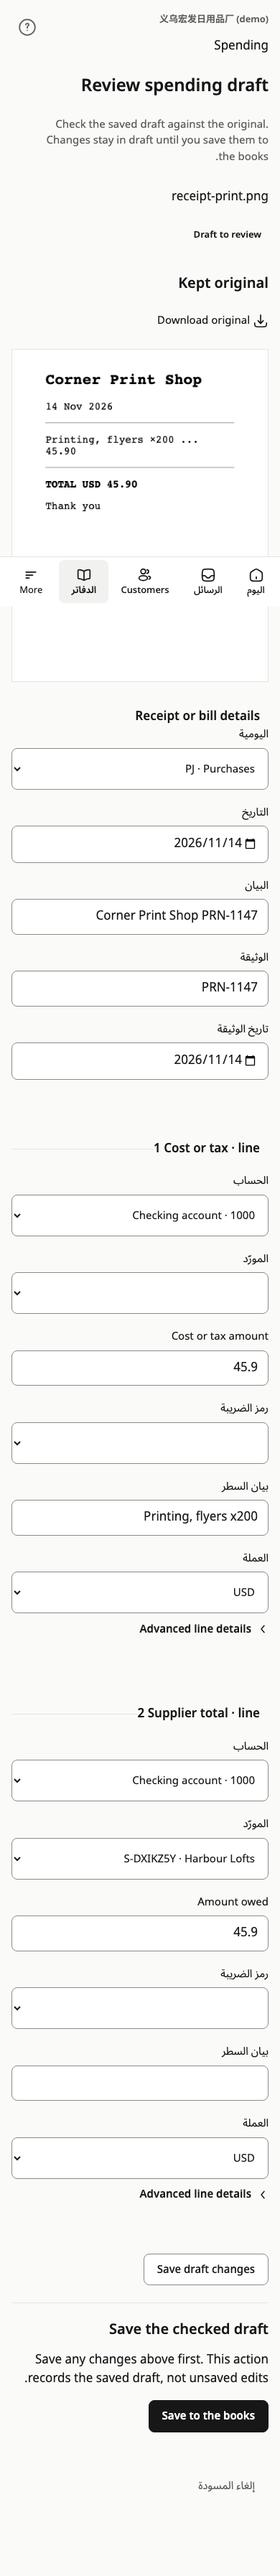 义乌宏发日用品厂 (demo)
Spending
Review spending draft
Check the saved draft against the original.
Changes stay in draft until you save them to
the books.
receipt-print.png
Draft to review
Kept original
Download original
Corner Print Shop
14 Nov 2026
Printing, flyers ×200 ...
45.90
TOTAL USD 45.90
Thank you
اليوم
الرسائل
Customers
الدفاتر
More
Receipt or bill details
اليومية
PJ · Purchases
التاريخ
2026/11/14
البيان
Corner Print Shop PRN-1147
الوثيقة
PRN-1147
تاريخ الوثيقة
2026/11/14
1 Cost or tax · line
الحساب
Checking account · 1000
المورّد
Cost or tax amount
45.9
رمز الضريبة
بيان السطر
Printing, flyers x200
العملة
USD
Advanced line details
2 Supplier total · line
الحساب
Checking account · 1000
المورّد
S-DXIKZ5Y · Harbour Lofts
Amount owed
45.9
رمز الضريبة
بيان السطر
العملة
USD
Advanced line details
Save draft changes
Save the checked draft
Save any changes above first. This action
records the saved draft, not unsaved edits.
Save to the books
إلغاء المسودة